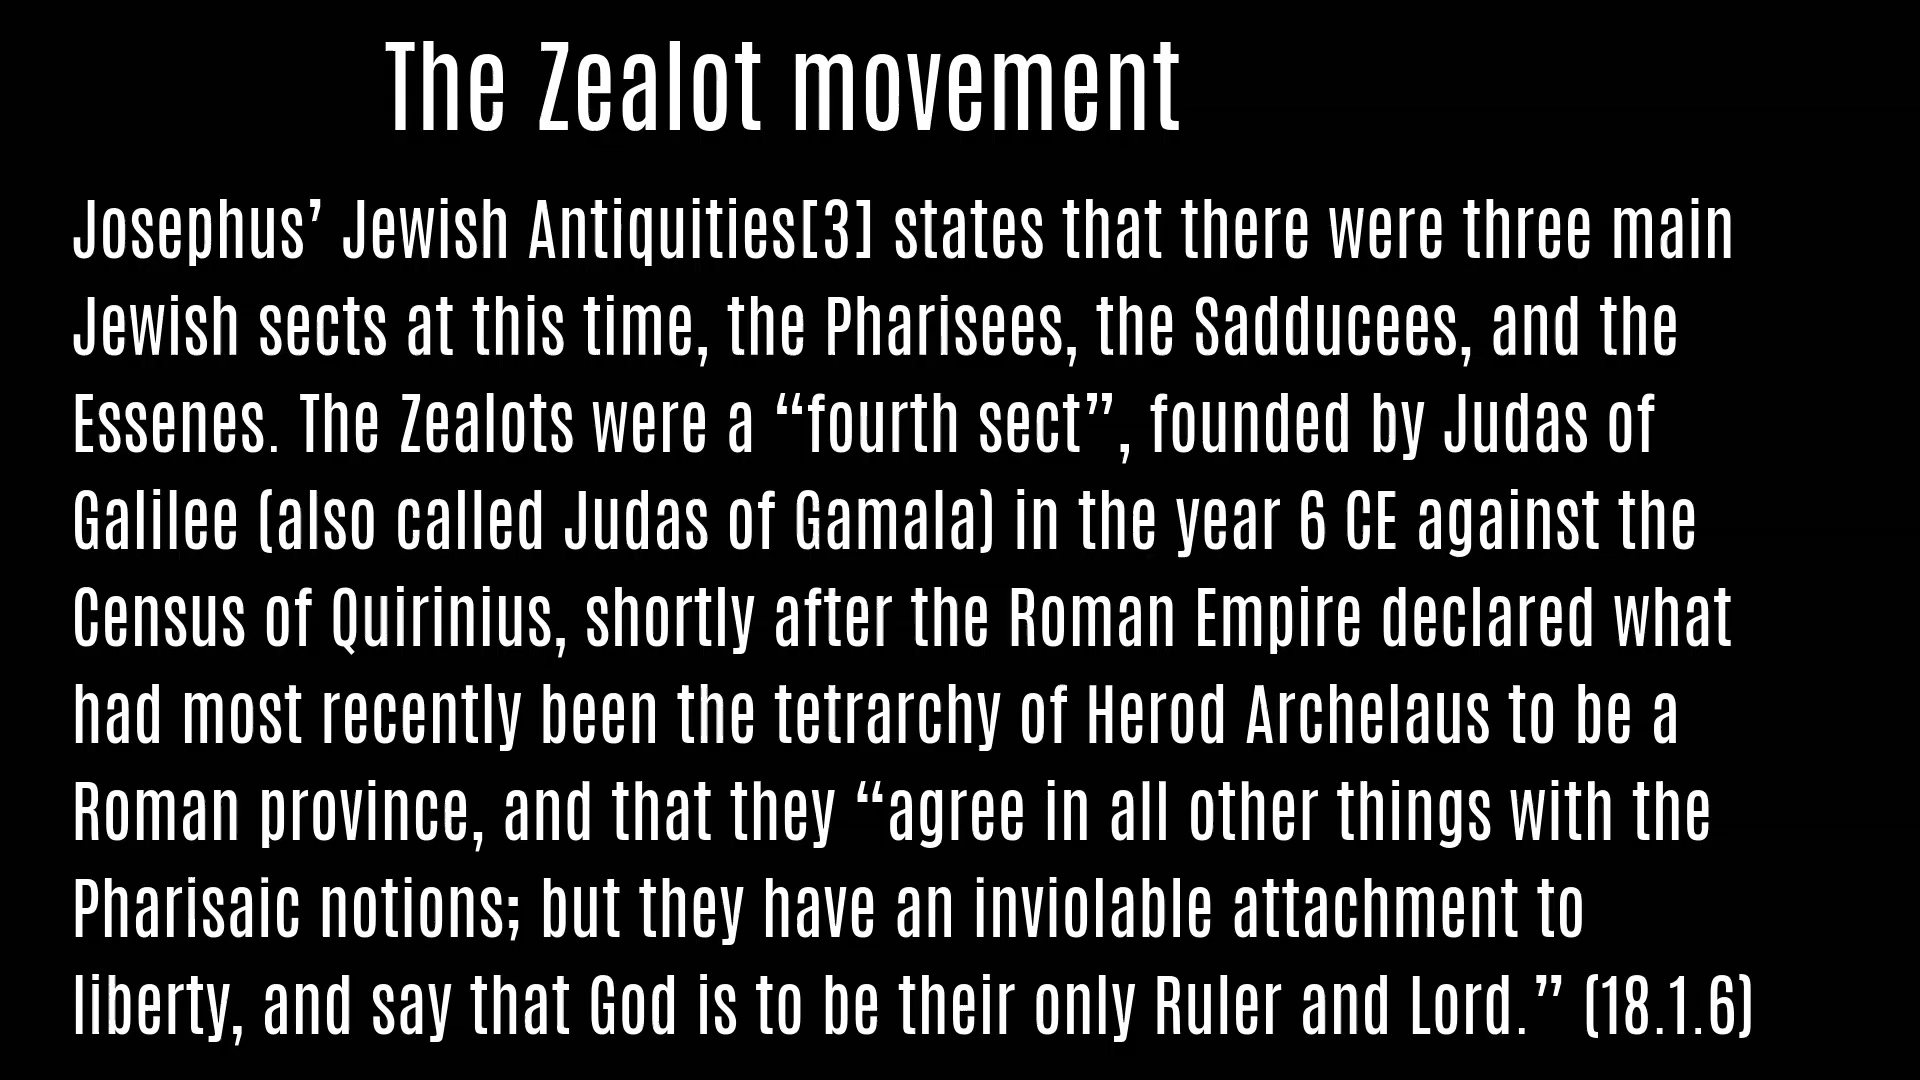 The Zealot movement
Josephus’ Jewish Antiquities[3] states that there were three main
Jewish sects at this time, the Pharisees, the Sadducees, and the
Essenes. The Zealots were a “fourth sect”, founded by Judas of
Galilee (also called Judas of Gamala) in the year 6 CE against the
Census of Quirinius, shortly after the Roman Empire declared what
had most recently been the tetrarchy of Herod Archelaus to be a
Roman province, and that they “agree in all other things with the
Pharisaic notions; but they have an inviolable attachment to
liberty, and say that God is to be their only Ruler and Lord.” (18.1.6)